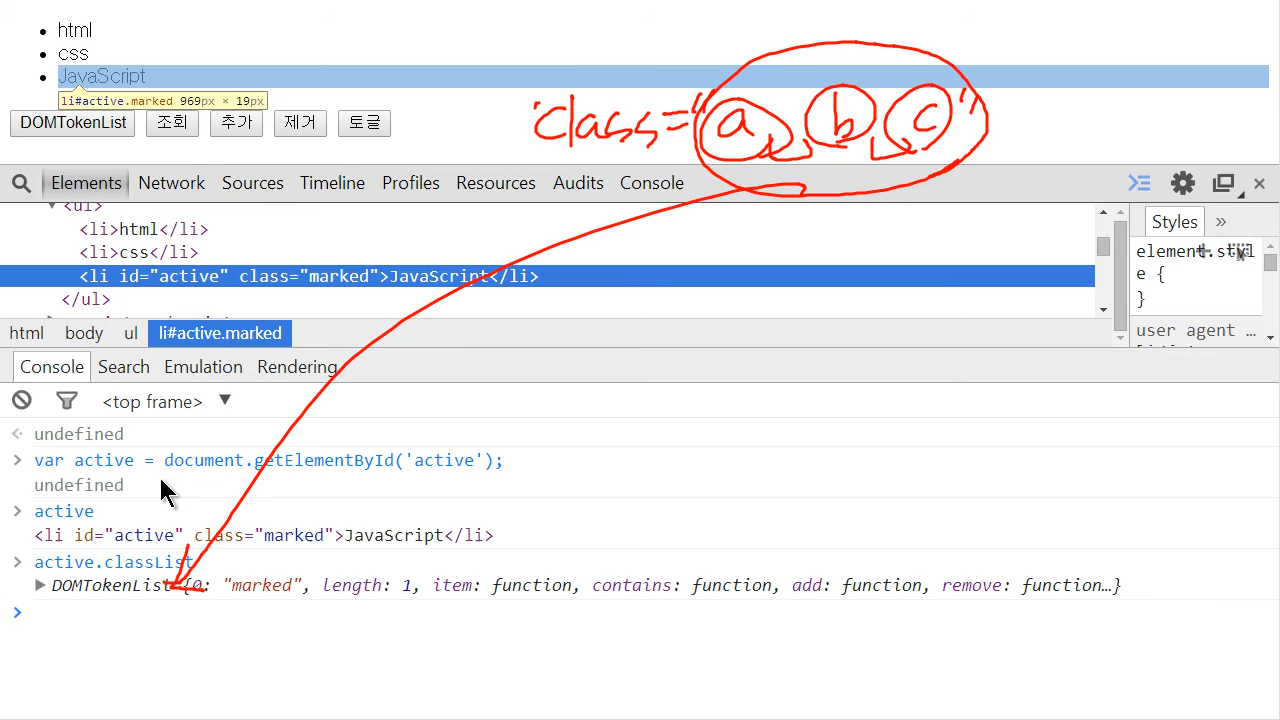 html
css
JavaScript
li#active.marked 969px × 19px
DOMTokenList 조회 추가 제거 토글
class="a b c"
Elements Network Sources Timeline Profiles Resources Audits Console
<ul>
<li>html</li>
<li>css</li>
<li id="active" class="marked">JavaScript</li>
</ul>
Styles »
element.style {
}
user agent …
html body ul li#active.marked
Console Search Emulation Rendering
<top frame> ▼
undefined
> var active = document.getElementById('active');
undefined
> active
<li id="active" class="marked">JavaScript</li>
> active.classList
▶ DOMTokenList {0: "marked", length: 1, item: function, contains: function, add: function, remove: function…}
>